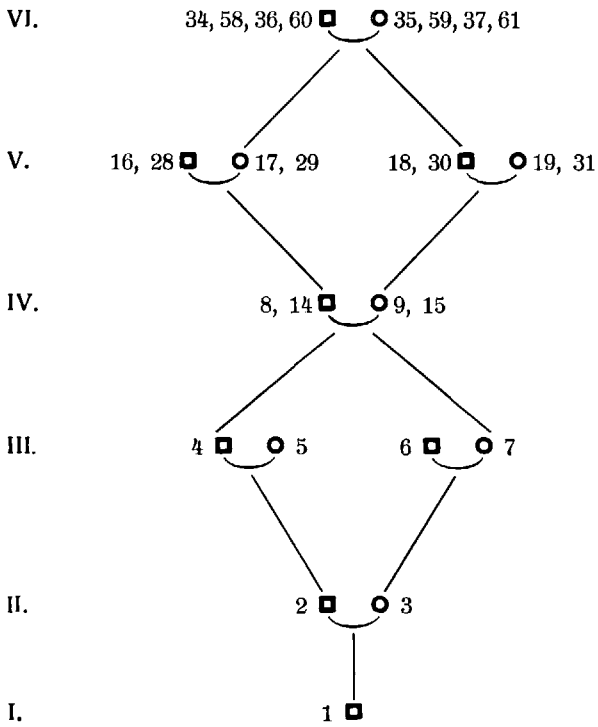 VI. 34, 58, 36, 60 35, 59, 37, 61
V. 16, 28 17, 29 18, 30 19, 31
IV. 8, 14 9, 15
III. 4 5 6 7
II. 2 3
I. 1